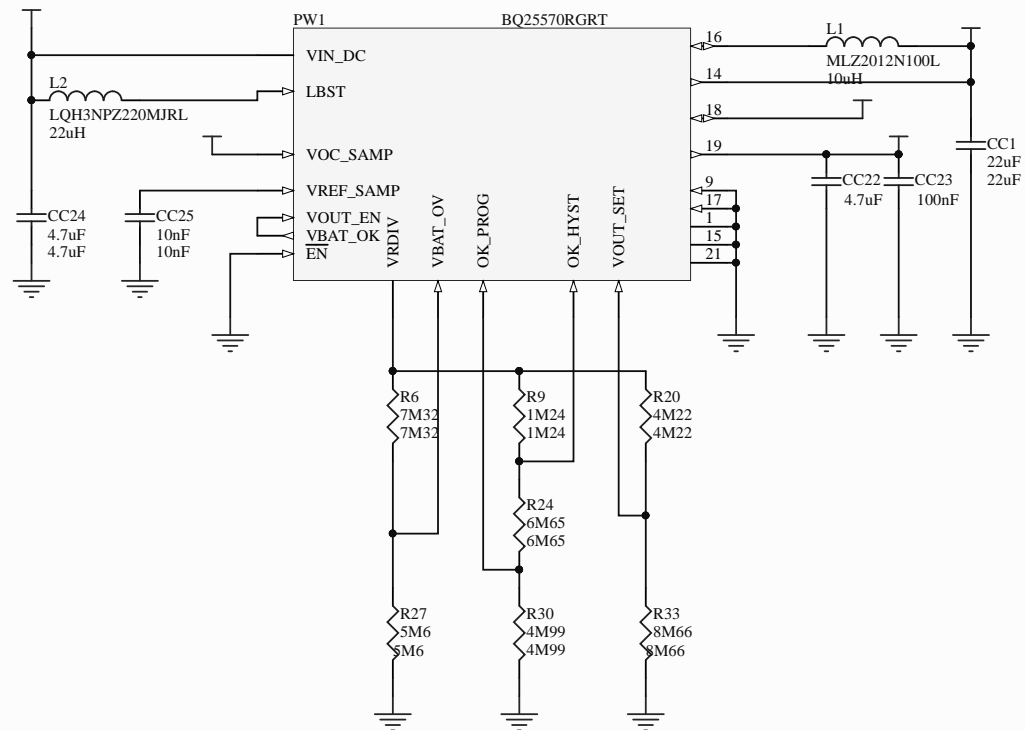 PW1
BQ25570RGRT
VIN_DC
LBST
VOC_SAMP
VREF_SAMP
VOUT_EN
VBAT_OK
EN
VRDIV
VBAT_OV
OK_PROG
OK_HYST
VOUT_SET
16
14
18
19
9
17
1
15
21
L2
LQH3NPZ220MJRL
22uH
L1
MLZ2012N100L
10uH
CC24
4.7uF
4.7uF
CC25
10nF
10nF
CC22
4.7uF
CC23
100nF
CC1
22uF
22uF
R6
7M32
7M32
R9
1M24
1M24
R20
4M22
4M22
R24
6M65
6M65
R27
5M6
5M6
R30
4M99
4M99
R33
8M66
8M66